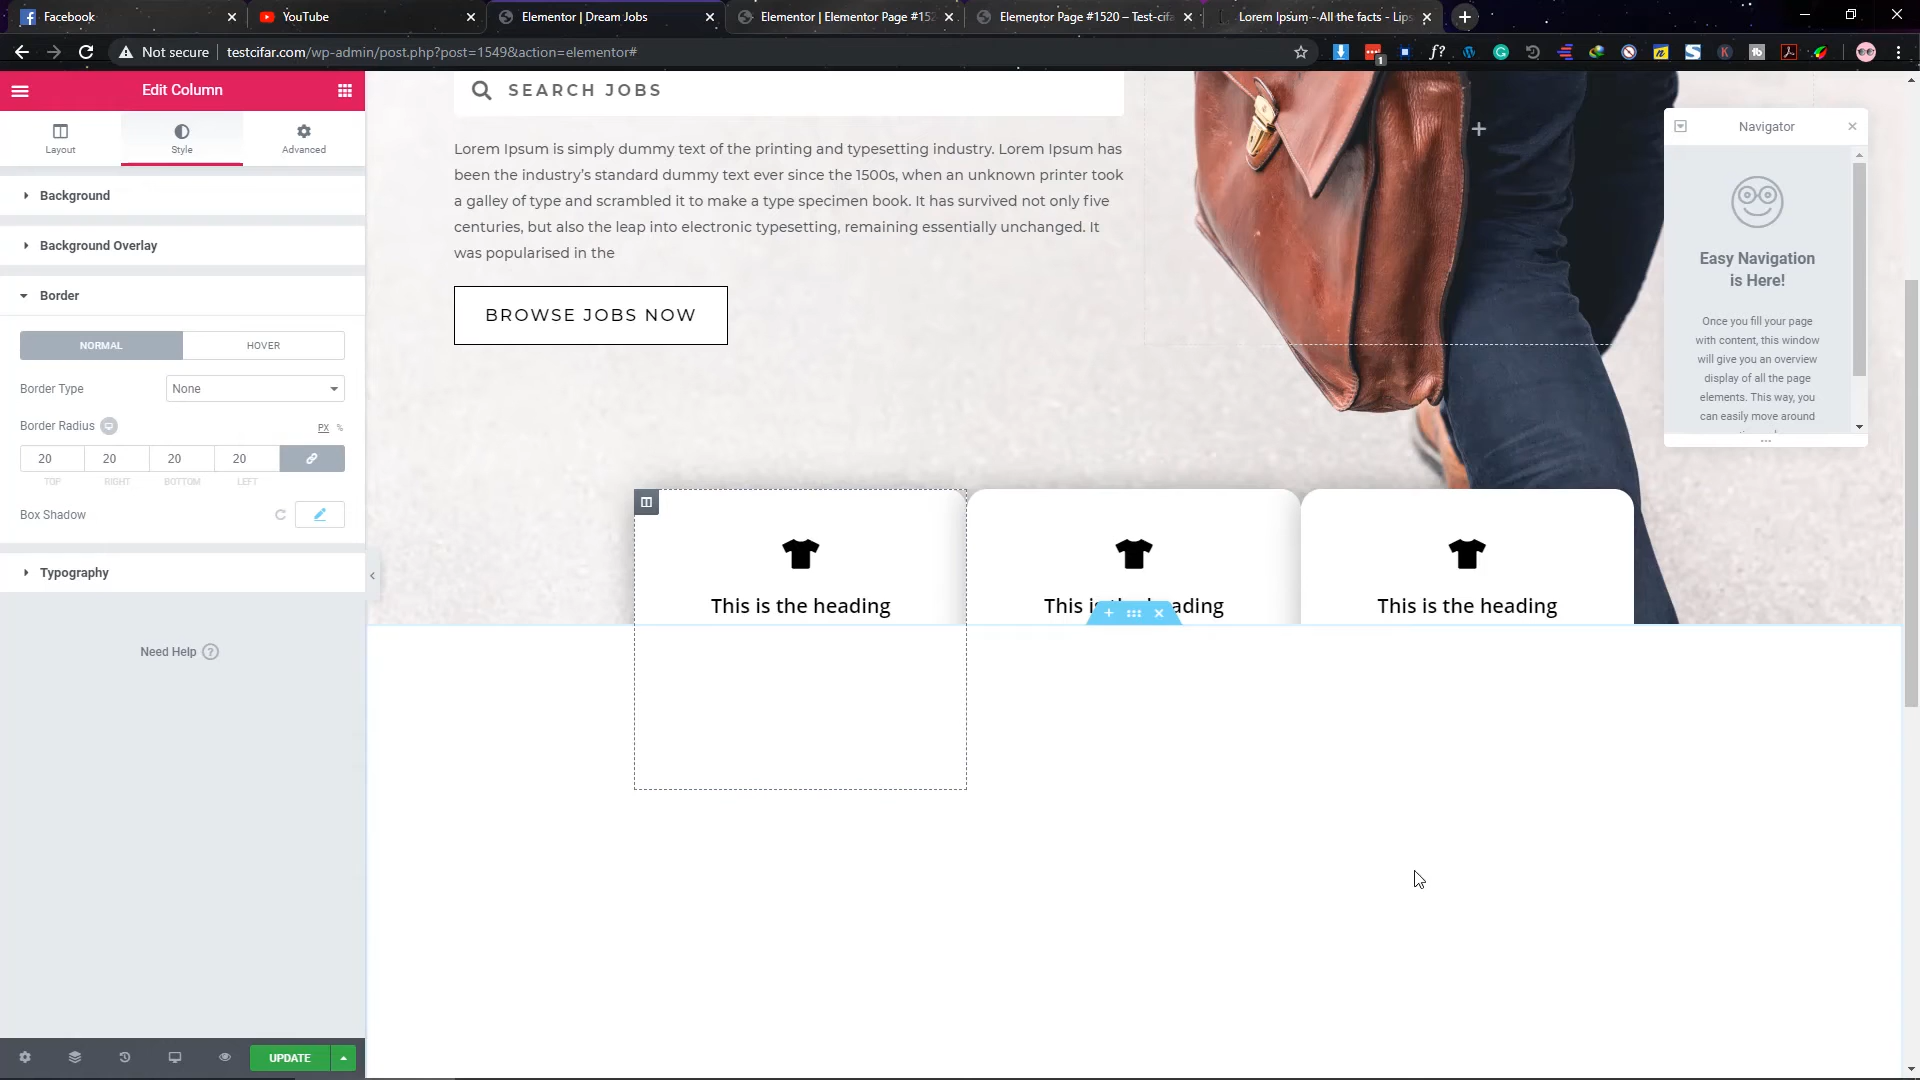 Facebook
YouTube
Elementor | Dream Jobs
Elementor | Elementor Page #152
Elementor Page #1520 – Test-cifa
Lorem Ipsum - All the facts - Lips
Not secure
testcifar.com/wp-admin/post.php?post=1549&action=elementor#
1
Edit Column
Layout
Style
Advanced
Background
Background Overlay
Border
NORMAL
HOVER
Border Type
None
Border Radius
PX
%
20
20
20
20
TOP
RIGHT
BOTTOM
LEFT
Box Shadow
Typography
Need Help
UPDATE
SEARCH JOBS
Lorem Ipsum is simply dummy text of the printing and typesetting industry. Lorem Ipsum has
been the industry's standard dummy text ever since the 1500s, when an unknown printer took
a galley of type and scrambled it to make a type specimen book. It has survived not only five
centuries, but also the leap into electronic typesetting, remaining essentially unchanged. It
was popularised in the
BROWSE JOBS NOW
This is the heading
This is the heading
This is the heading
Navigator
Easy Navigation
is Here!
Once you fill your page
with content, this window
will give you an overview
display of all the page
elements. This way, you
can easily move around